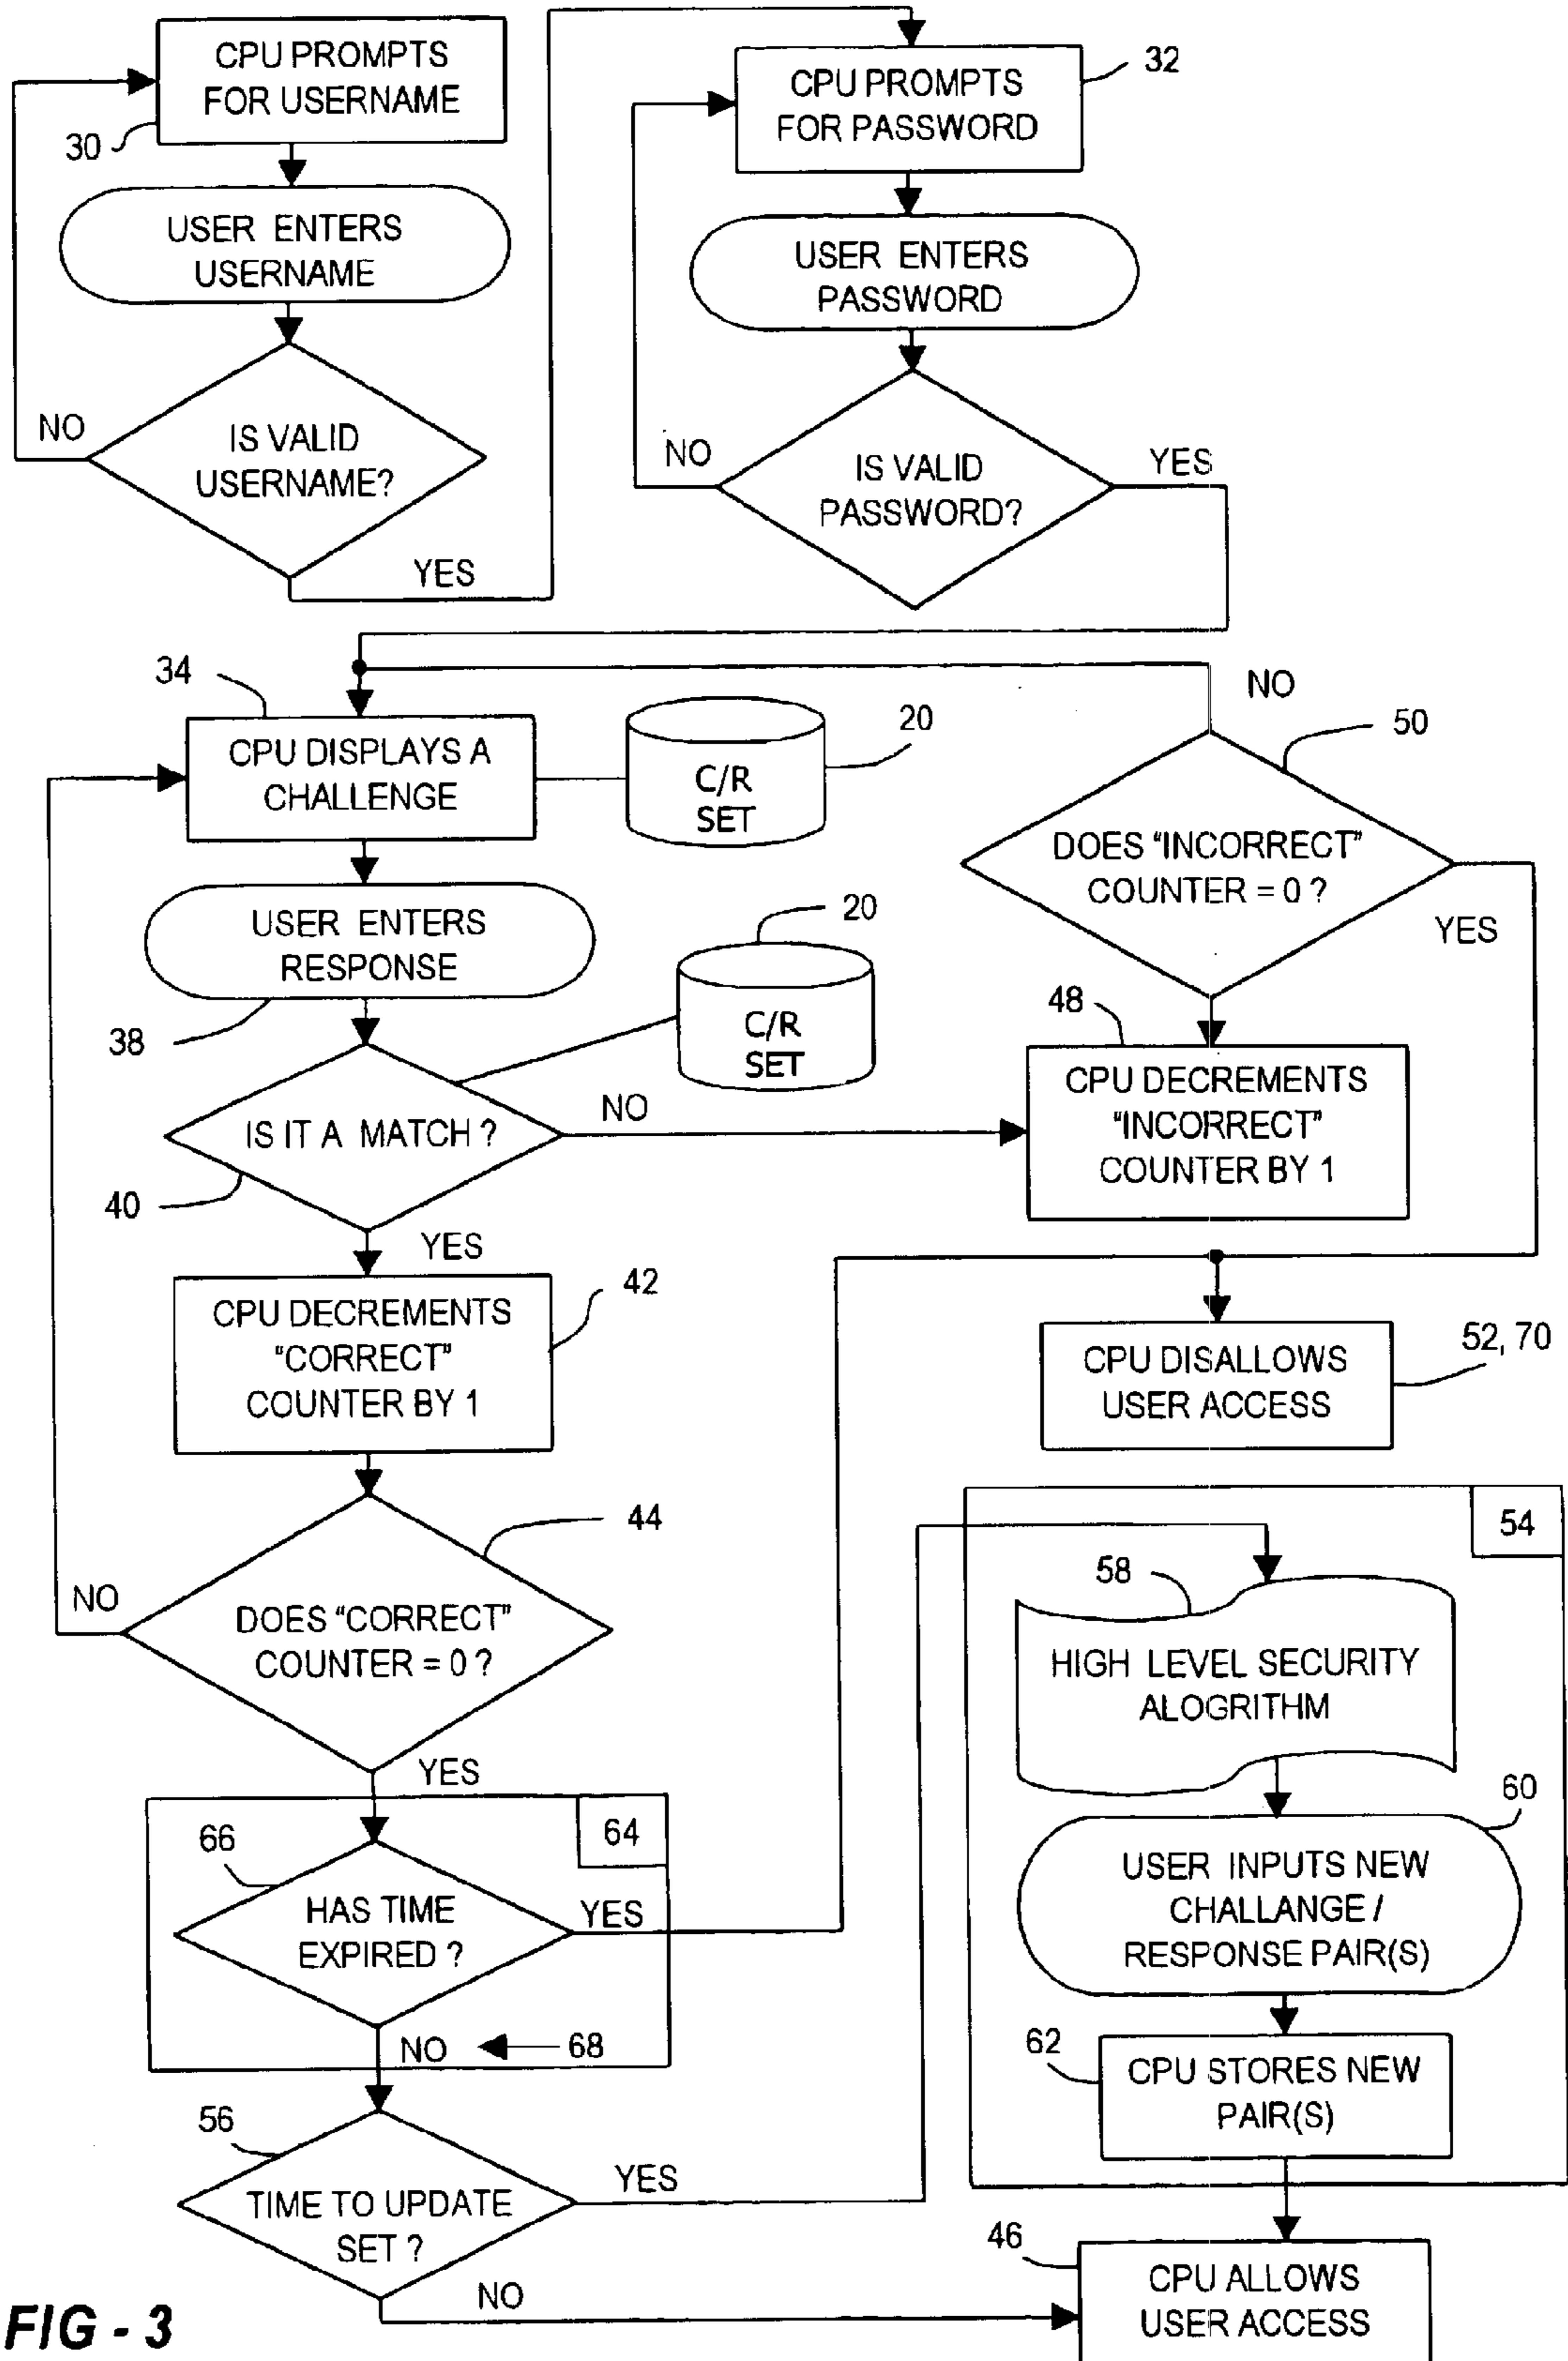 CPU PROMPTS
FOR USERNAME
30
USER ENTERS
USERNAME
IS VALID
USERNAME?
NO
YES
CPU PROMPTS
FOR PASSWORD
32
USER ENTERS
PASSWORD
IS VALID
PASSWORD?
NO
YES
34
CPU DISPLAYS A
CHALLENGE
C/R
SET
20
USER ENTERS
RESPONSE
38
C/R
SET
20
IS IT A MATCH ?
40
NO
YES
NO
50
DOES "INCORRECT"
COUNTER = 0 ?
YES
48
CPU DECREMENTS
"INCORRECT"
COUNTER BY 1
CPU DECREMENTS
"CORRECT"
COUNTER BY 1
42
CPU DISALLOWS
USER ACCESS
52, 70
44
DOES "CORRECT"
COUNTER = 0 ?
NO
YES
64
66
HAS TIME
EXPIRED ?
YES
NO
68
56
TIME TO UPDATE
SET ?
YES
NO
54
58
HIGH LEVEL SECURITY
ALOGRITHM
60
USER INPUTS NEW
CHALLANGE /
RESPONSE PAIR(S)
62
CPU STORES NEW
PAIR(S)
46
CPU ALLOWS
USER ACCESS
FIG - 3